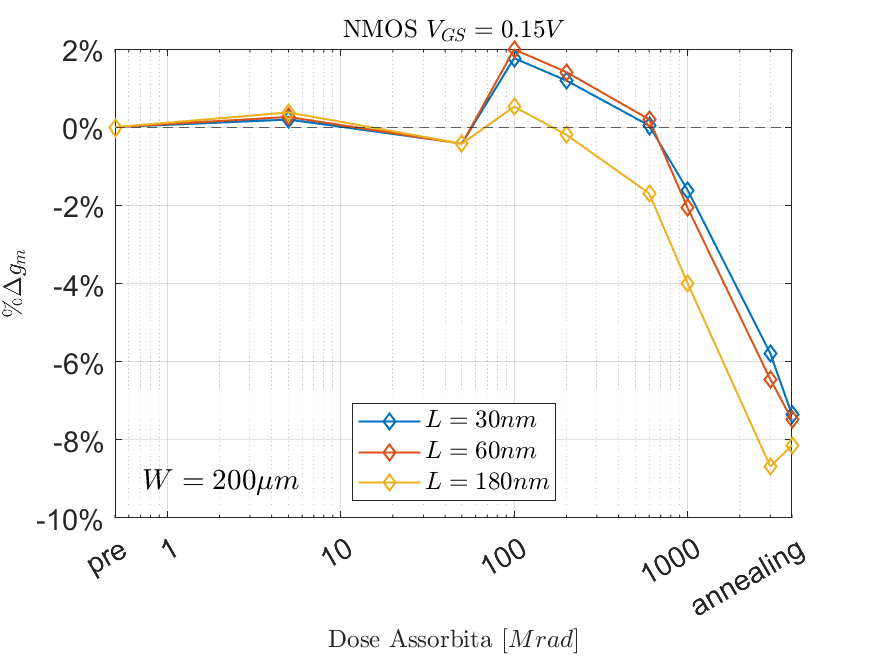 NMOS V_{GS} = 0.15V
2%
0%
-2%
-4%
-6%
-8%
-10%
%Δg_m
L = 30nm
L = 60nm
L = 180nm
W = 200μm
pre 1 10 100 1000 annealing
Dose Assorbita [Mrad]